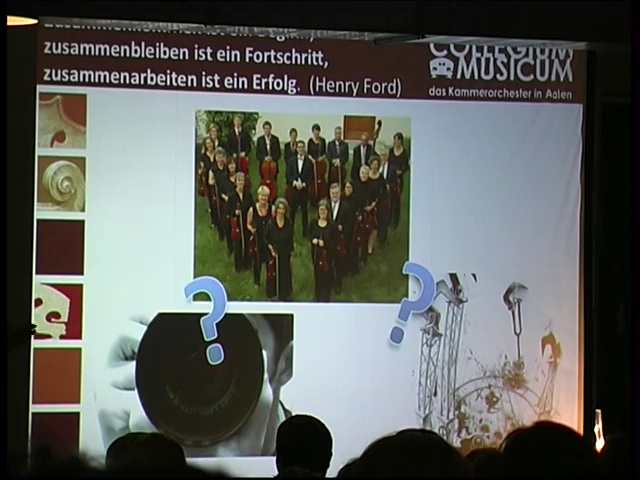 zusammenbleiben ist ein Fortschritt,
zusammenarbeiten ist ein Erfolg. (Henry Ford)
COLLEGIUM
MUSICUM
das Kammerorchester in Aalen
?
?